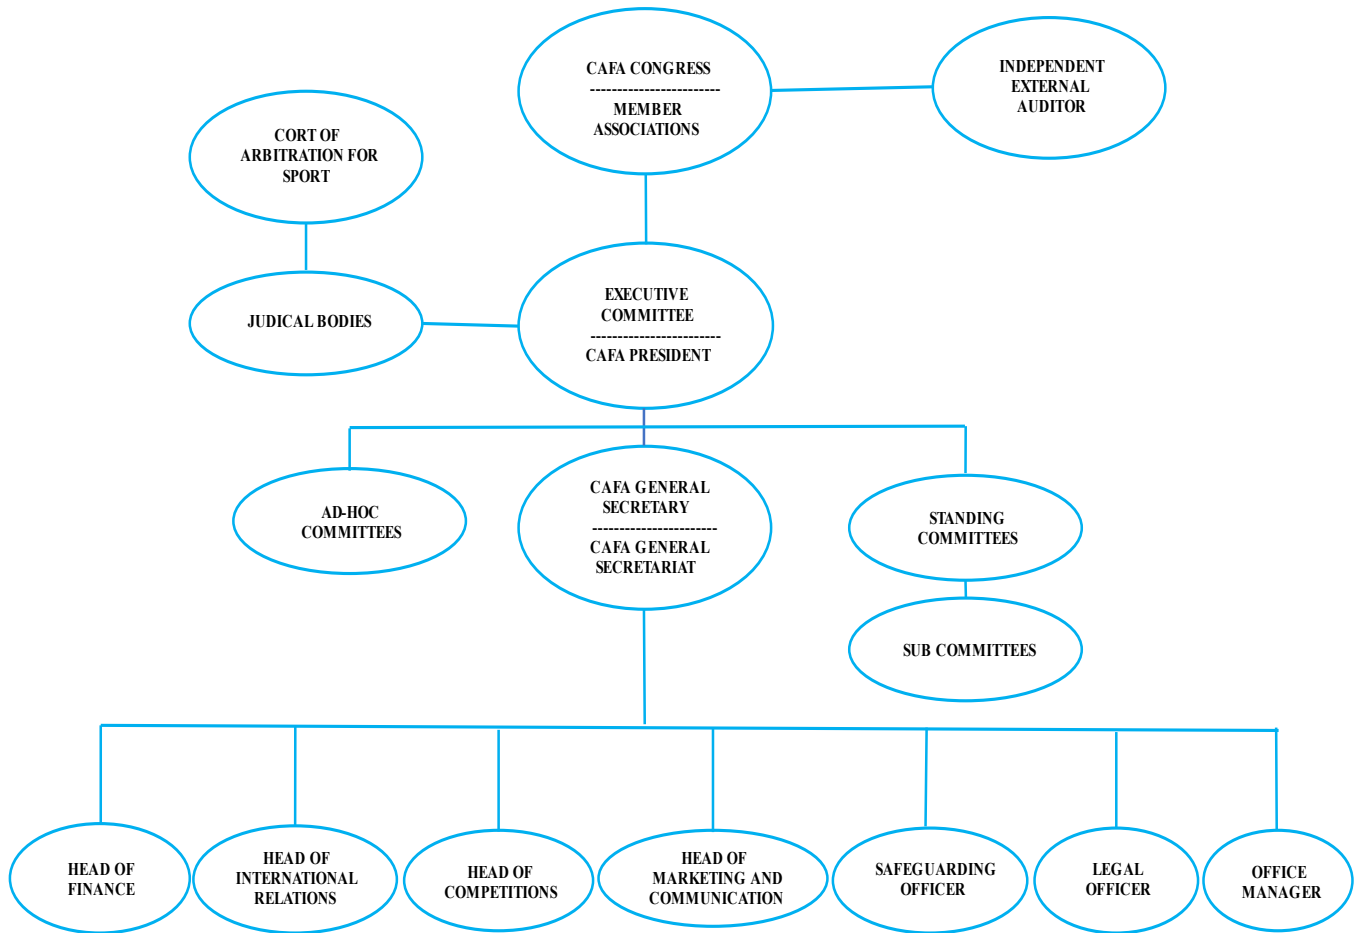 CAFA CONGRESS
------------------------
MEMBER
ASSOCIATIONS
INDEPENDENT
EXTERNAL
AUDITOR
CORT OF
ARBITRATION FOR
SPORT
JUDICAL BODIES
EXECUTIVE
COMMITTEE
------------------------
CAFA PRESIDENT
AD-HOC
COMMITTEES
CAFA GENERAL
SECRETARY
-----------------------
CAFA GENERAL
SECRETARIAT
STANDING
COMMITTEES
SUB COMMITTEES
HEAD OF
FINANCE
HEAD OF
INTERNATIONAL
RELATIONS
HEAD OF
COMPETITIONS
HEAD OF
MARKETING AND
COMMUNICATION
SAFEGUARDING
OFFICER
LEGAL
OFFICER
OFFICE
MANAGER